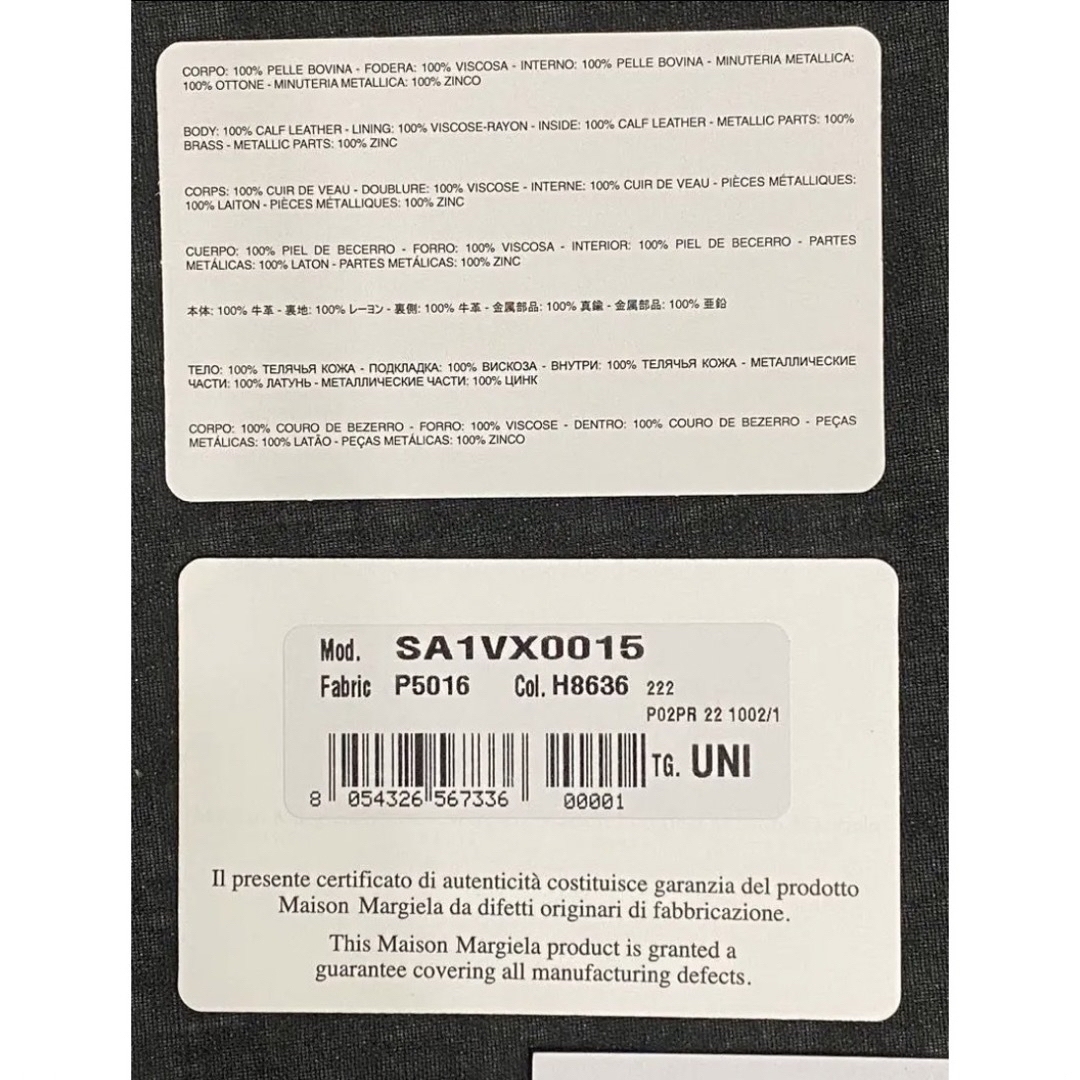 CORPO: 100% PELLE BOVINA - FODERA: 100% VISCOSA - INTERNO: 100% PELLE BOVINA - MINUTERIA METALLICA:
100% OTTONE - MINUTERIA METALLICA: 100% ZINCO
BODY: 100% CALF LEATHER - LINING: 100% VISCOSE-RAYON - INSIDE: 100% CALF LEATHER - METALLIC PARTS: 100%
BRASS - METALLIC PARTS: 100% ZINC
CORPS: 100% CUIR DE VEAU - DOUBLURE: 100% VISCOSE - INTERNE: 100% CUIR DE VEAU - PIÈCES MÉTALLIQUES:
100% LAITON - PIÈCES MÉTALLIQUES: 100% ZINC
CUERPO: 100% PIEL DE BECERRO - FORRO: 100% VISCOSA - INTERIOR: 100% PIEL DE BECERRO - PARTES
METÁLICAS: 100% LATON - PARTES METÁLICAS: 100% ZINC
本体: 100% 牛革 - 裏地: 100% レーヨン - 裏側: 100% 牛革 - 金属部品: 100% 真鍮 - 金属部品: 100% 亜鉛
ТЕЛО: 100% ТЕЛЯЧЬЯ КОЖА - ПОДКЛАДКА: 100% ВИСКОЗА - ВНУТРИ: 100% ТЕЛЯЧЬЯ КОЖА - МЕТАЛЛИЧЕСКИЕ
ЧАСТИ: 100% ЛАТУНЬ - МЕТАЛЛИЧЕСКИЕ ЧАСТИ: 100% ЦИНК
CORPO: 100% COURO DE BEZERRO - FORRO: 100% VISCOSE - DENTRO: 100% COURO DE BEZERRO - PEÇAS
METÁLICAS: 100% LATÃO - PEÇAS METÁLICAS: 100% ZINCO
Mod. SA1VX0015
Fabric P5016 Col. H8636 222
P02PR 22 1002/1
TG. UNI
8 054326 567336 00001
Il presente certificato di autenticità costituisce garanzia del prodotto
Maison Margiela da difetti originari di fabbricazione.
This Maison Margiela product is granted a
guarantee covering all manufacturing defects.